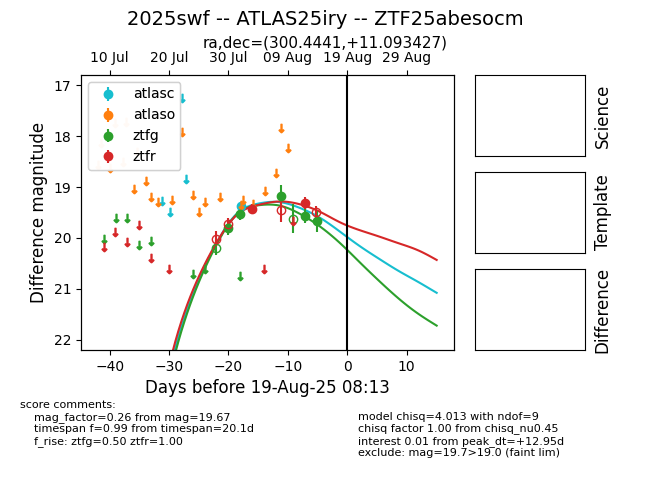 2025swf -- ATLAS25iry -- ZTF25abesocm
ra,dec=(300.4441,+11.093427)
10 Jul 20 Jul 30 Jul 09 Aug 19 Aug 29 Aug
atlasc
atlaso
ztfg
ztfr
17
18
19
20
21
22
Difference magnitude
−40 −30 −20 −10 0 10
Days before 19-Aug-25 08:13
Science
Template
Difference
score comments:
mag_factor=0.26 from mag=19.67
timespan f=0.99 from timespan=20.1d
f_rise: ztfg=0.50 ztfr=1.00
model chisq=4.013 with ndof=9
chisq factor 1.00 from chisq_nu0.45
interest 0.01 from peak_dt=+12.95d
exclude: mag=19.7>19.0 (faint lim)